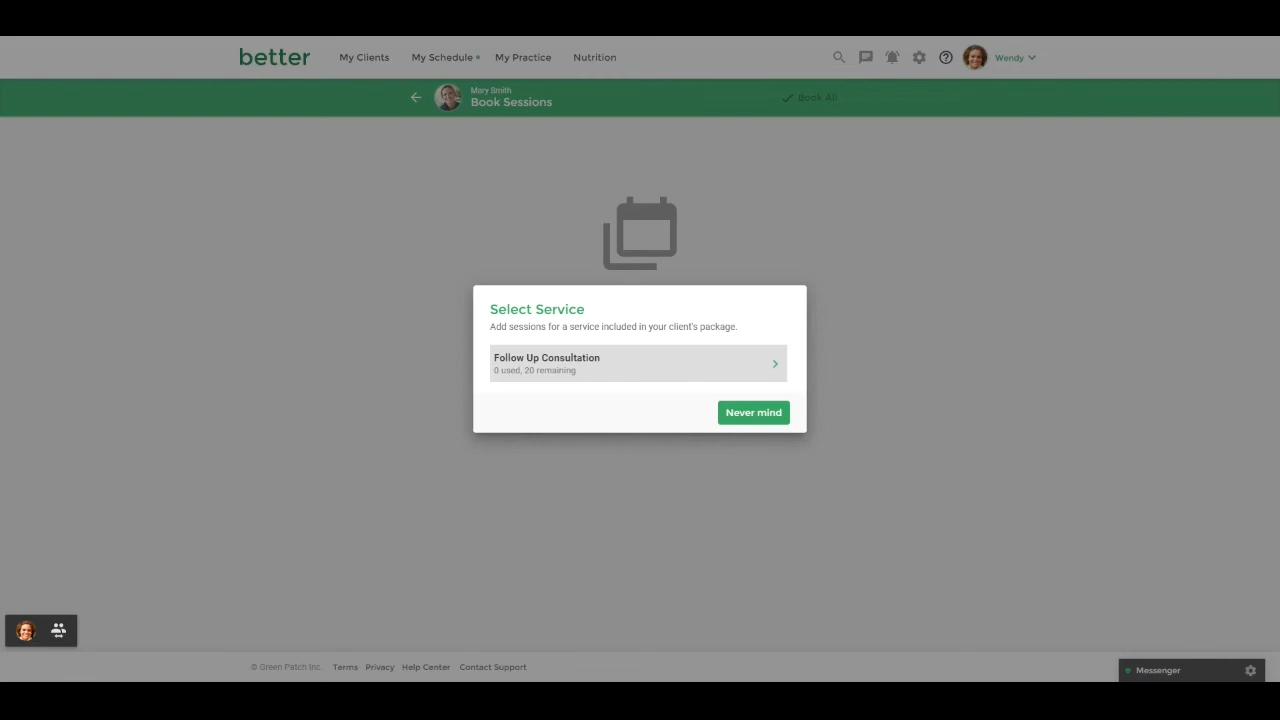 better
My Clients
My Schedule
My Practice
Nutrition
Wendy
Mary Smith
Book Sessions
Book All
Select Service
Add sessions for a service included in your client's package.
Follow Up Consultation
0 used, 20 remaining
Never mind
© Green Patch Inc.
Terms
Privacy
Help Center
Contact Support
Messenger